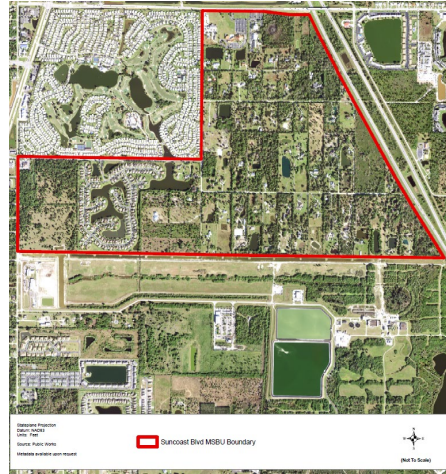 Stateplane Projection
Datum: NAD83
Units: Feet
Source: Public Works
Metadata available upon request
Suncoast Blvd MSBU Boundary
N
W E
S
(Not To Scale)